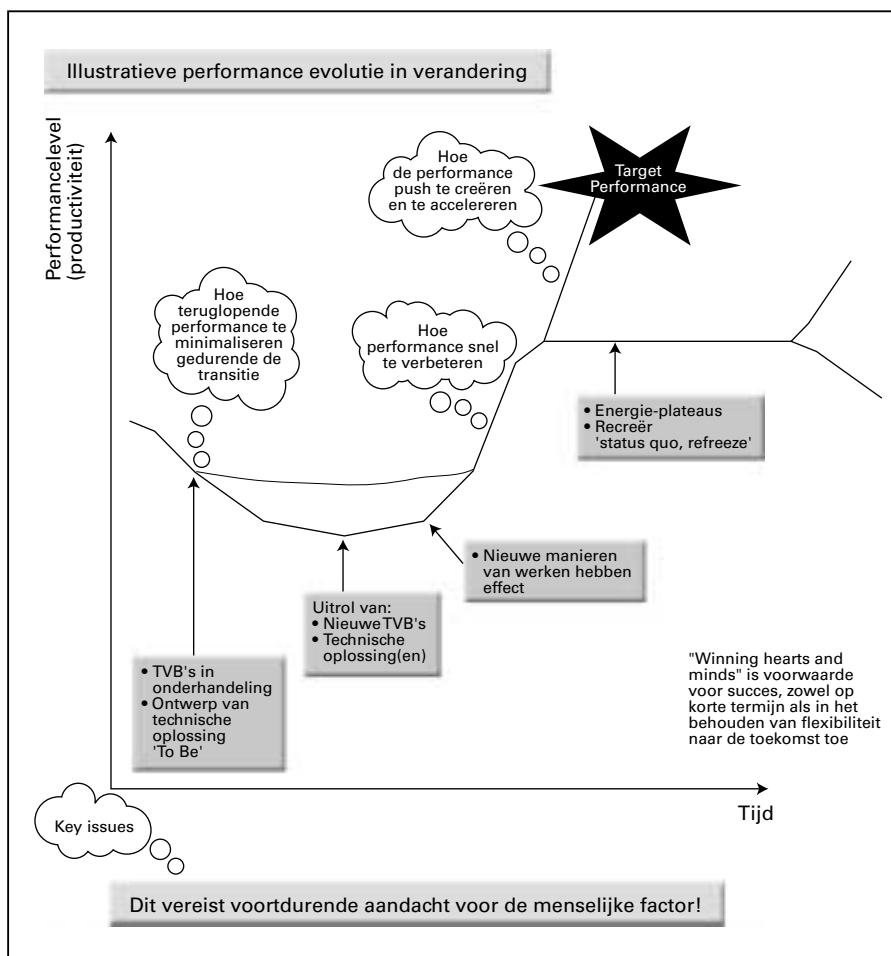 Illustratieve performance evolutie in verandering
Performancelevel
(productiviteit)
Hoe
de performance
push te creëren
en te accelereren
Target
Performance
Hoe
teruglopende
performance te
minimaliseren
gedurende de
transitie
Hoe
performance snel
te verbeteren
• Energie-plateaus
• Recreër
'status quo, refreeze'
• Nieuwe manieren
van werken hebben
effect
Uitrol van:
• Nieuwe TVB's
• Technische
oplossing(en)
• TVB's in
onderhandeling
• Ontwerp van
technische
oplossing
'To Be'
"Winning hearts and
minds" is voorwaarde
voor succes, zowel op
korte termijn als in het
behouden van flexibiliteit
naar de toekomst toe
Tijd
Key issues
Dit vereist voortdurende aandacht voor de menselijke factor!